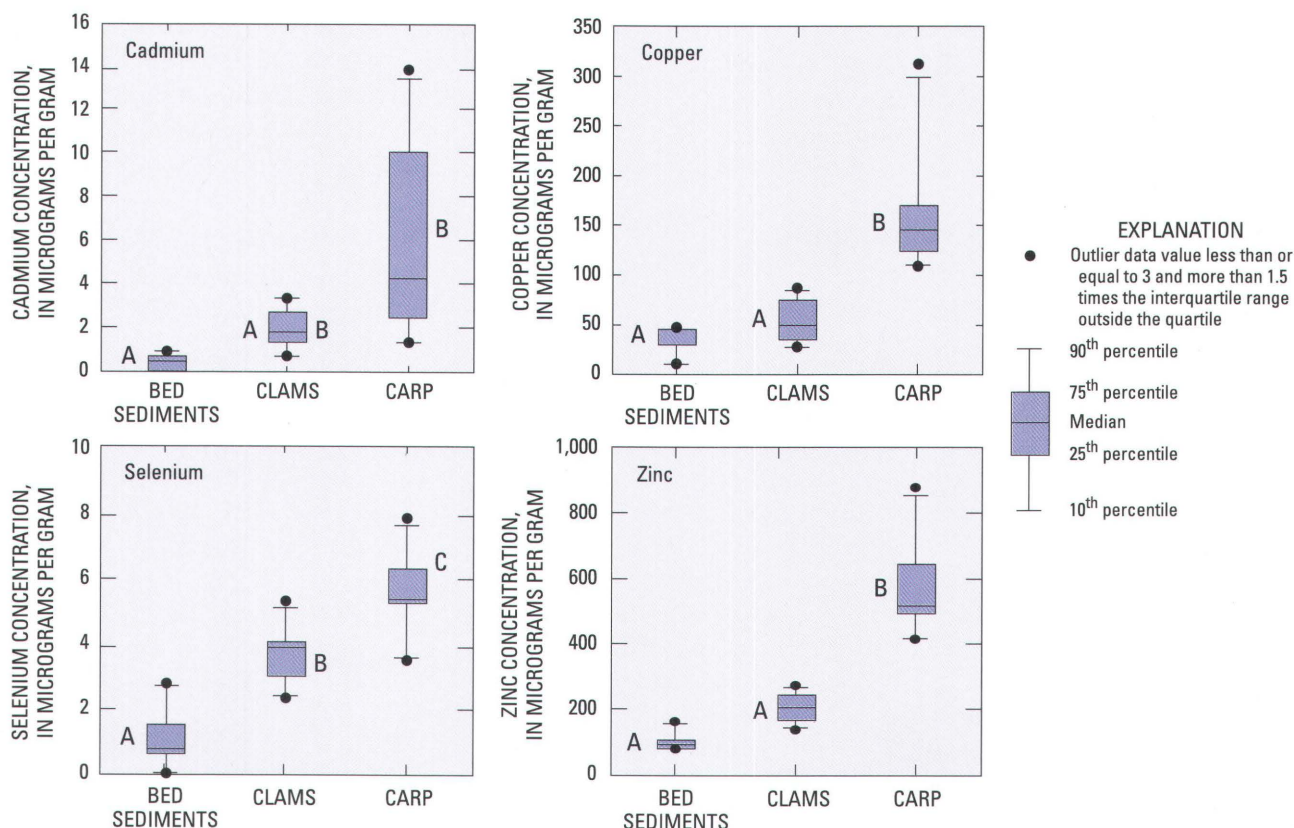 Cadmium
CADMIUM CONCENTRATION,
IN MICROGRAMS PER GRAM
16
14
12
10
8
6
4
2
0
A
A
B
B
BED
SEDIMENTS
CLAMS
CARP
Copper
COPPER CONCENTRATION,
IN MICROGRAMS PER GRAM
350
300
250
200
150
100
50
0
A
A
B
BED
SEDIMENTS
CLAMS
CARP
EXPLANATION
Outlier data value less than or
equal to 3 and more than 1.5
times the interquartile range
outside the quartile
90th percentile
75th percentile
Median
25th percentile
10th percentile
Selenium
SELENIUM CONCENTRATION,
IN MICROGRAMS PER GRAM
10
8
6
4
2
0
A
B
C
BED
SEDIMENTS
CLAMS
CARP
Zinc
ZINC CONCENTRATION,
IN MICROGRAMS PER GRAM
1,000
800
600
400
200
0
A
A
B
BED
SEDIMENTS
CLAMS
CARP